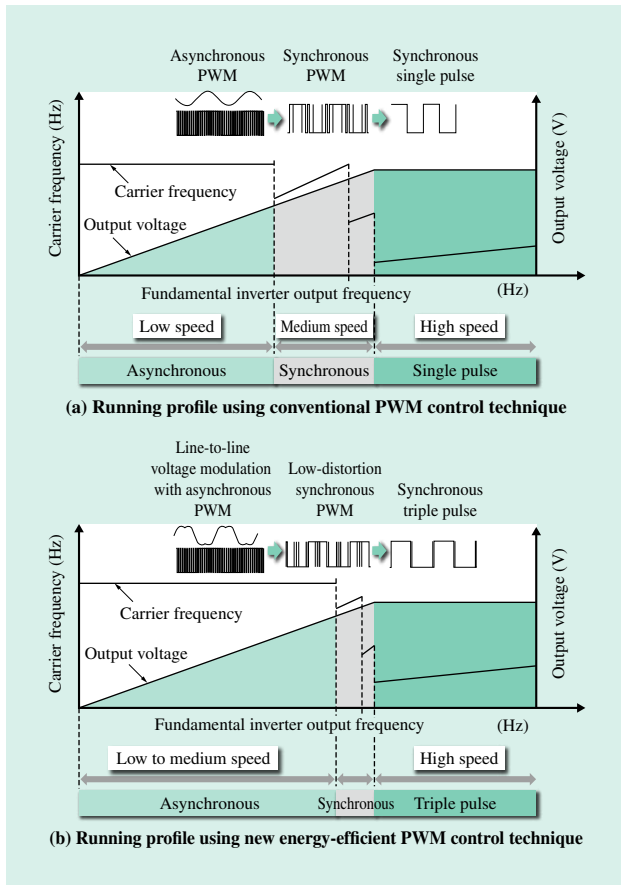 Asynchronous
PWM
Synchronous
PWM
Synchronous
single pulse
Carrier frequency (Hz)
Output voltage (V)
Carrier frequency
Output voltage
Fundamental inverter output frequency
(Hz)
Low speed
Medium speed
High speed
Asynchronous
Synchronous
Single pulse
(a) Running profile using conventional PWM control technique
Line-to-line
voltage modulation
with asynchronous
PWM
Low-distortion
synchronous
PWM
Synchronous
triple pulse
Carrier frequency (Hz)
Output voltage (V)
Carrier frequency
Output voltage
Fundamental inverter output frequency
(Hz)
Low to medium speed
High speed
Asynchronous
Synchronous
Triple pulse
(b) Running profile using new energy-efficient PWM control technique